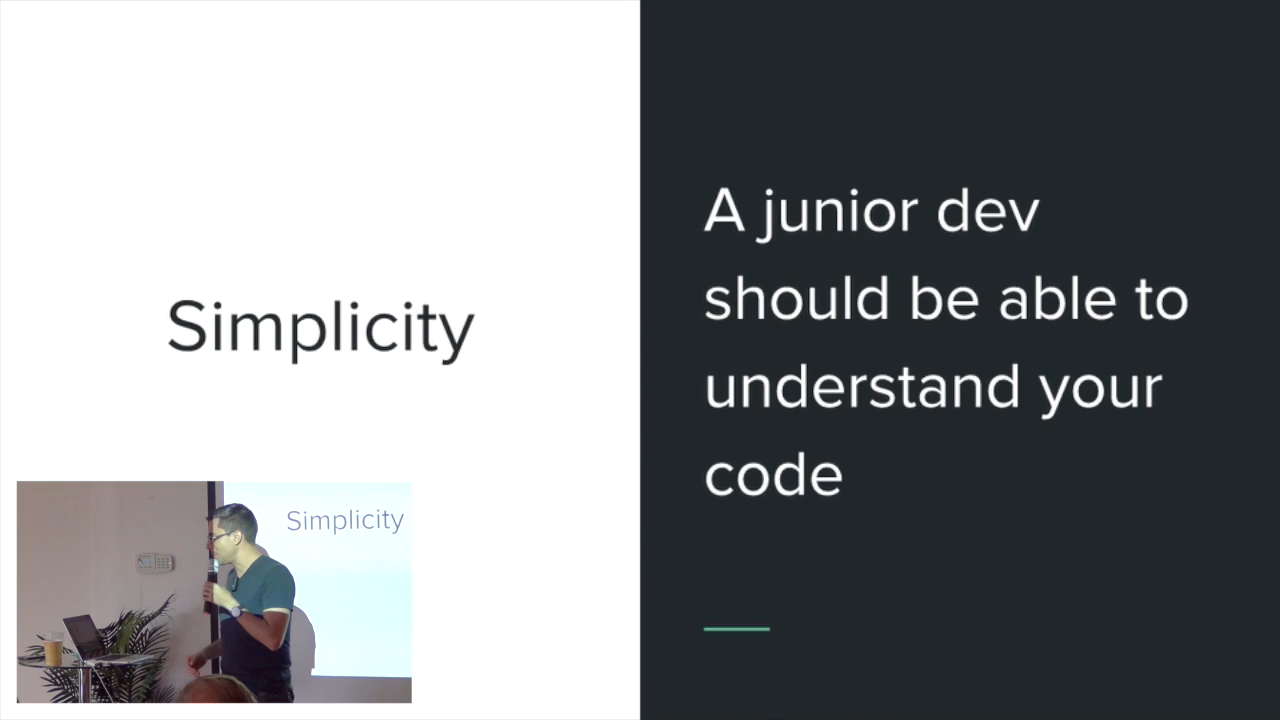 Simplicity
A junior dev
should be able to
understand your
code
Simplicity